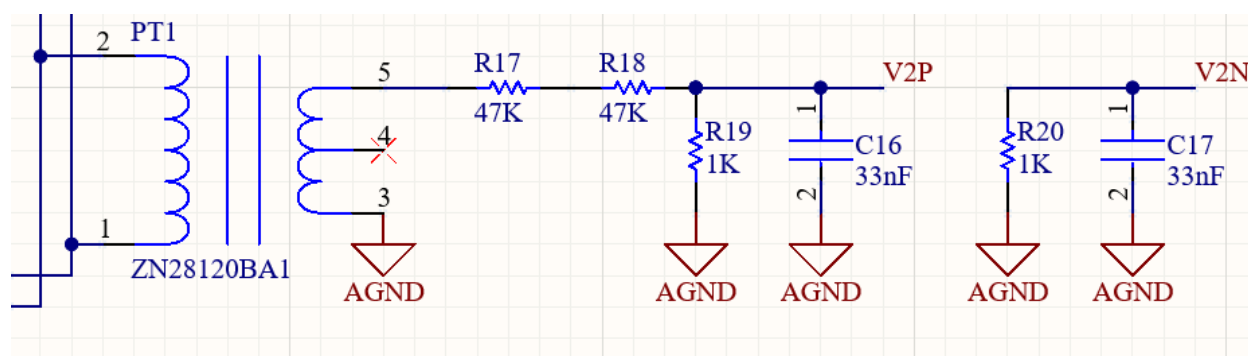 PT1
2
1
ZN28120BA1
5
4
3
AGND
R17
47K
R18
47K
R19
1K
AGND
1
C16
33nF
2
AGND
V2P
R20
1K
AGND
1
C17
33nF
2
AGND
V2N